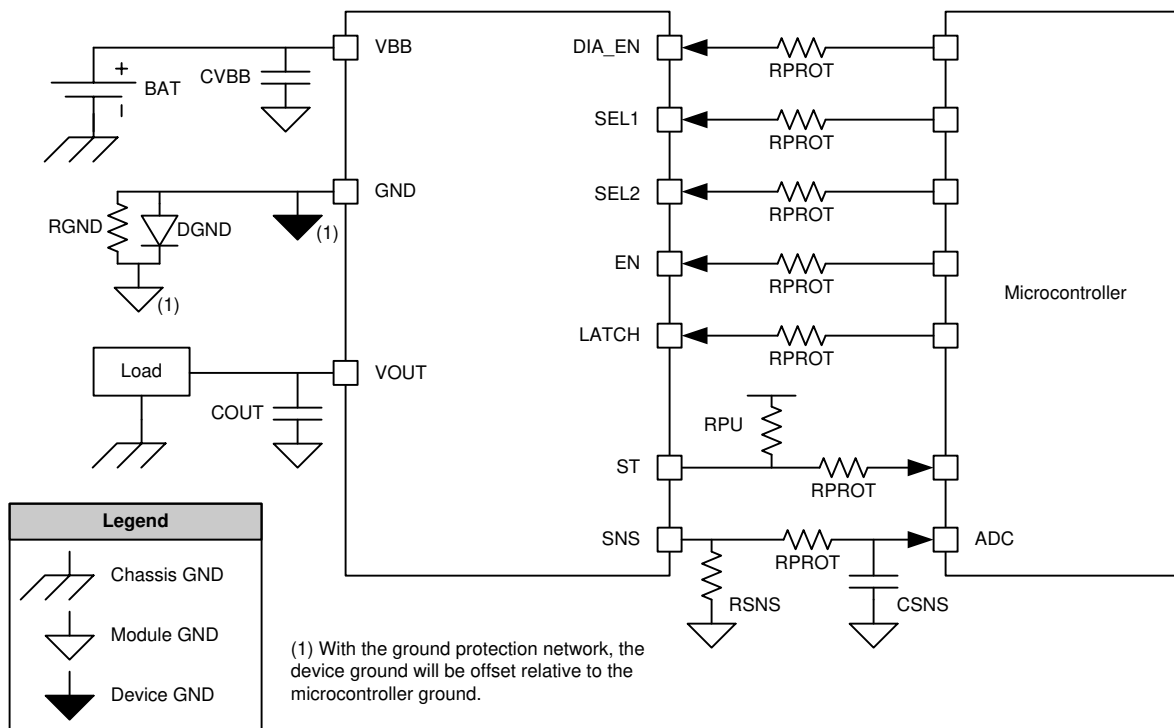 VBB
DIA_EN
RPROT
+
BAT
CVBB
SEL1
RPROT
GND
SEL2
RPROT
RGND
DGND
(1)
EN
RPROT
(1)
Microcontroller
LATCH
RPROT
Load
VOUT
COUT
RPU
ST
RPROT
Legend
SNS
RPROT
ADC
Chassis GND
RSNS
CSNS
Module GND
(1) With the ground protection network, the
device ground will be offset relative to the
microcontroller ground.
Device GND